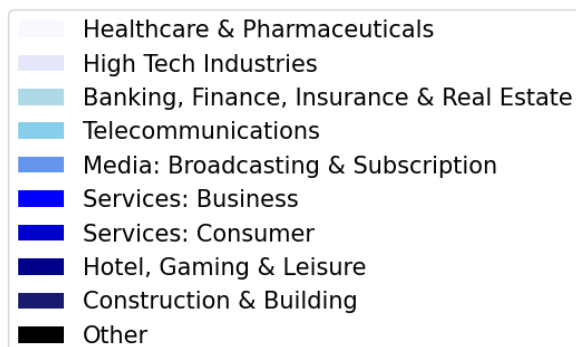 Healthcare & Pharmaceuticals
High Tech Industries
Banking, Finance, Insurance & Real Estate
Telecommunications
Media: Broadcasting & Subscription
Services: Business
Services: Consumer
Hotel, Gaming & Leisure
Construction & Building
Other